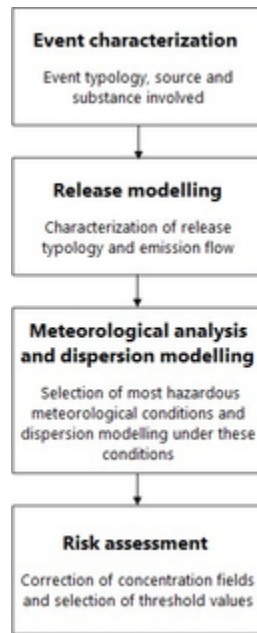 Event characterization
Event typology, source and
substance involved
Release modelling
Characterization of release
typology and emission flow
Meteorological analysis
and dispersion modelling
Selection of most hazardous
meteorological conditions and
dispersion modelling under these
conditions
Risk assessment
Correction of concentration fields
and selection of threshold values